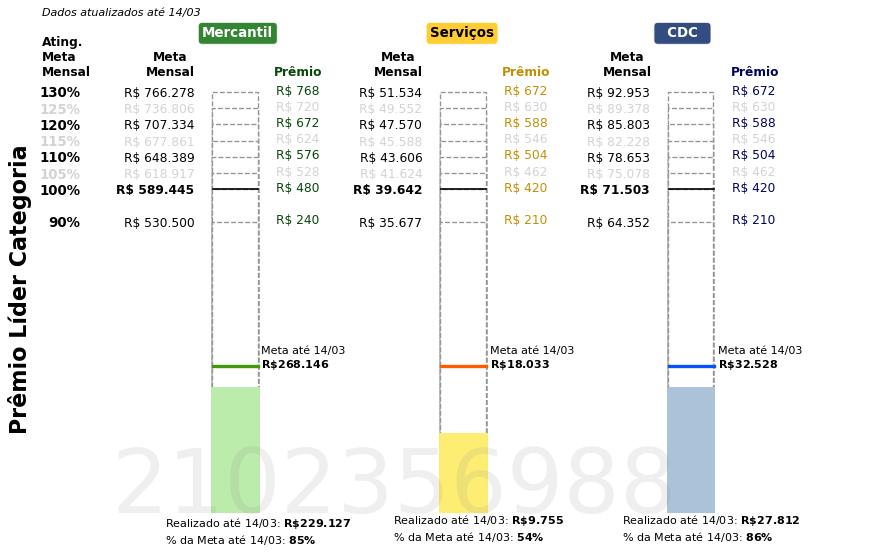 Dados atualizados até 14/03
Mercantil
Serviços
CDC
Ating.
Meta
Mensal
Meta
Mensal
Prêmio
Meta
Mensal
Prêmio
Meta
Mensal
Prêmio
130% R$ 766.278 R$ 768 R$ 51.534 R$ 672 R$ 92.953 R$ 672
125% R$ 736.806 R$ 720 R$ 49.552 R$ 630 R$ 89.378 R$ 630
120% R$ 707.334 R$ 672 R$ 47.570 R$ 588 R$ 85.803 R$ 588
115% R$ 677.861 R$ 624 R$ 45.588 R$ 546 R$ 82.228 R$ 546
110% R$ 648.389 R$ 576 R$ 43.606 R$ 504 R$ 78.653 R$ 504
105% R$ 618.917 R$ 528 R$ 41.624 R$ 462 R$ 75.078 R$ 462
100% R$ 589.445 R$ 480 R$ 39.642 R$ 420 R$ 71.503 R$ 420
90% R$ 530.500 R$ 240 R$ 35.677 R$ 210 R$ 64.352 R$ 210
Prêmio Líder Categoria
Meta até 14/03
R$268.146
Meta até 14/03
R$18.033
Meta até 14/03
R$32.528
2102356988
Realizado até 14/03: R$229.127
% da Meta até 14/03: 85%
Realizado até 14/03: R$9.755
% da Meta até 14/03: 54%
Realizado até 14/03: R$27.812
% da Meta até 14/03: 86%